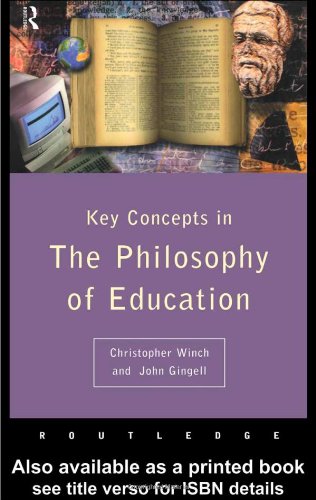 Key Concepts in
The Philosophy
of Education
Christopher Winch
and John Gingell
ROUTLEDGE
Also available as a printed book
see title verso for ISBN details